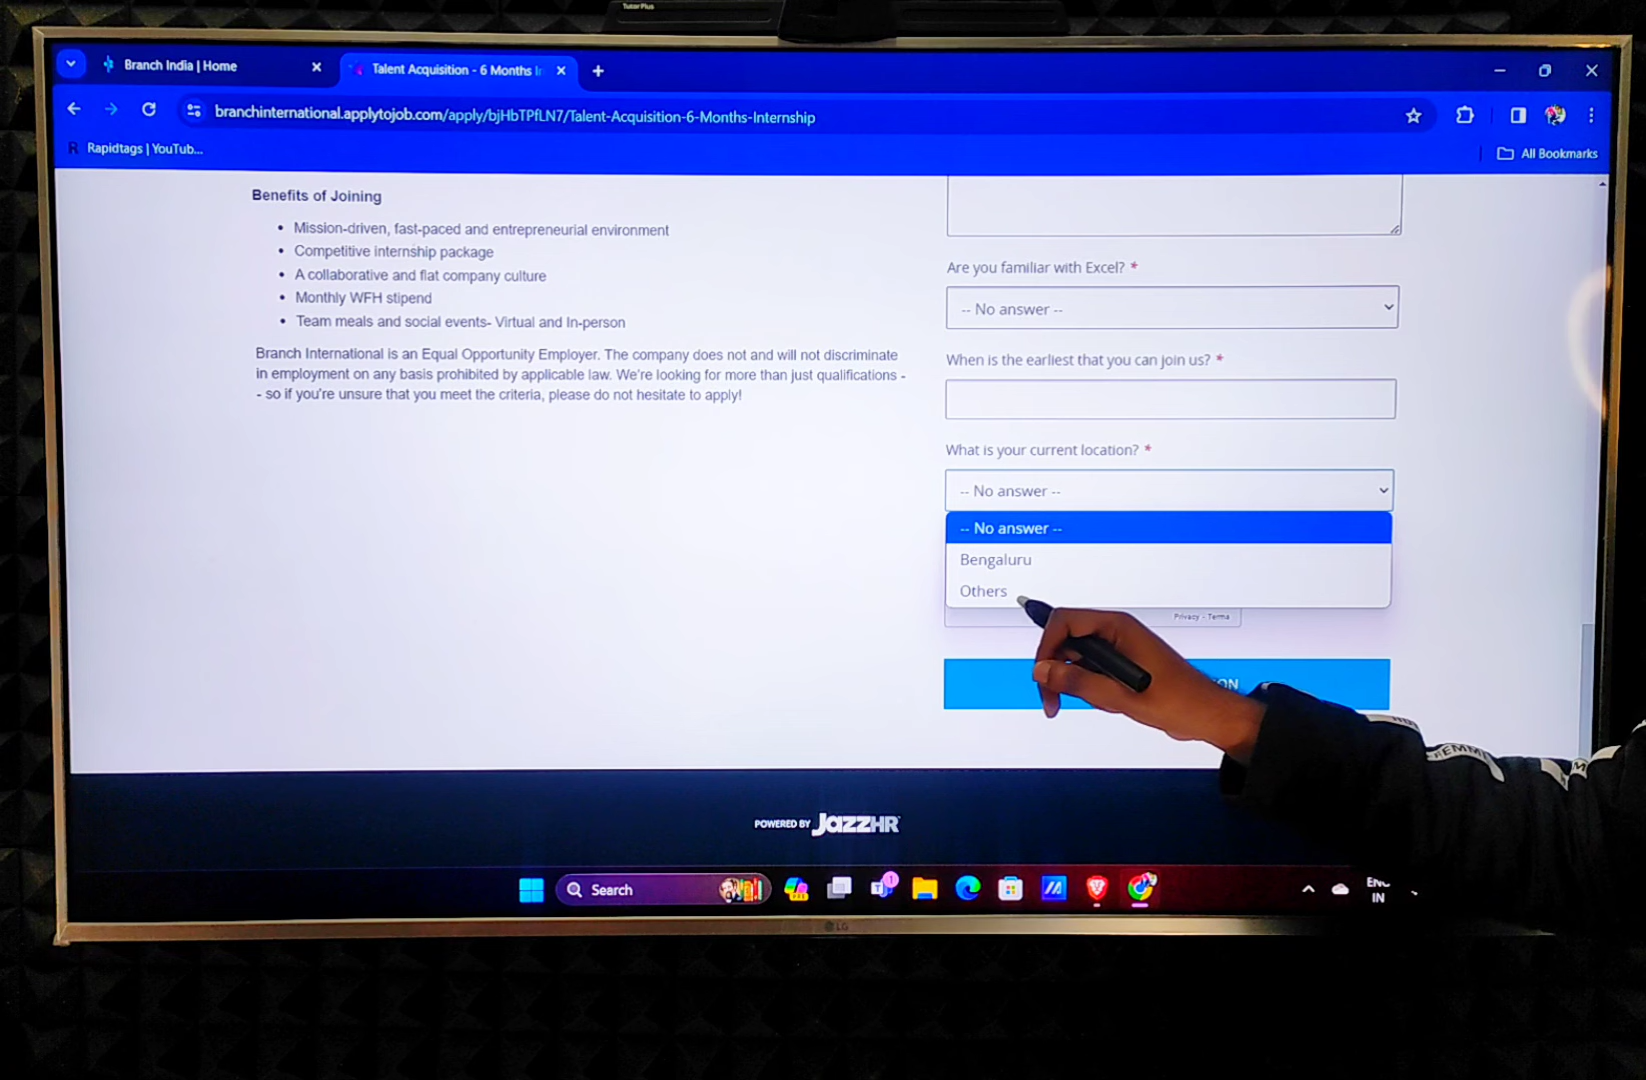 TutorPlus
Branch India | Home
Talent Acquisition - 6 Months In
branchinternational.applytojob.com/apply/bjHbTPfLN7/Talent-Acquisition-6-Months-Internship
R Rapidtags | YouTub...
All Bookmarks
Benefits of Joining
• Mission-driven, fast-paced and entrepreneurial environment
• Competitive internship package
• A collaborative and flat company culture
• Monthly WFH stipend
• Team meals and social events- Virtual and In-person
Branch International is an Equal Opportunity Employer. The company does not and will not discriminate
in employment on any basis prohibited by applicable law. We're looking for more than just qualifications -
- so if you're unsure that you meet the criteria, please do not hesitate to apply!
Are you familiar with Excel? *
-- No answer --
When is the earliest that you can join us? *
What is your current location? *
-- No answer --
-- No answer --
Bengaluru
Others
Privacy - Terms
ON
POWERED BY JazzHR
Search
1
ENG
IN
LG